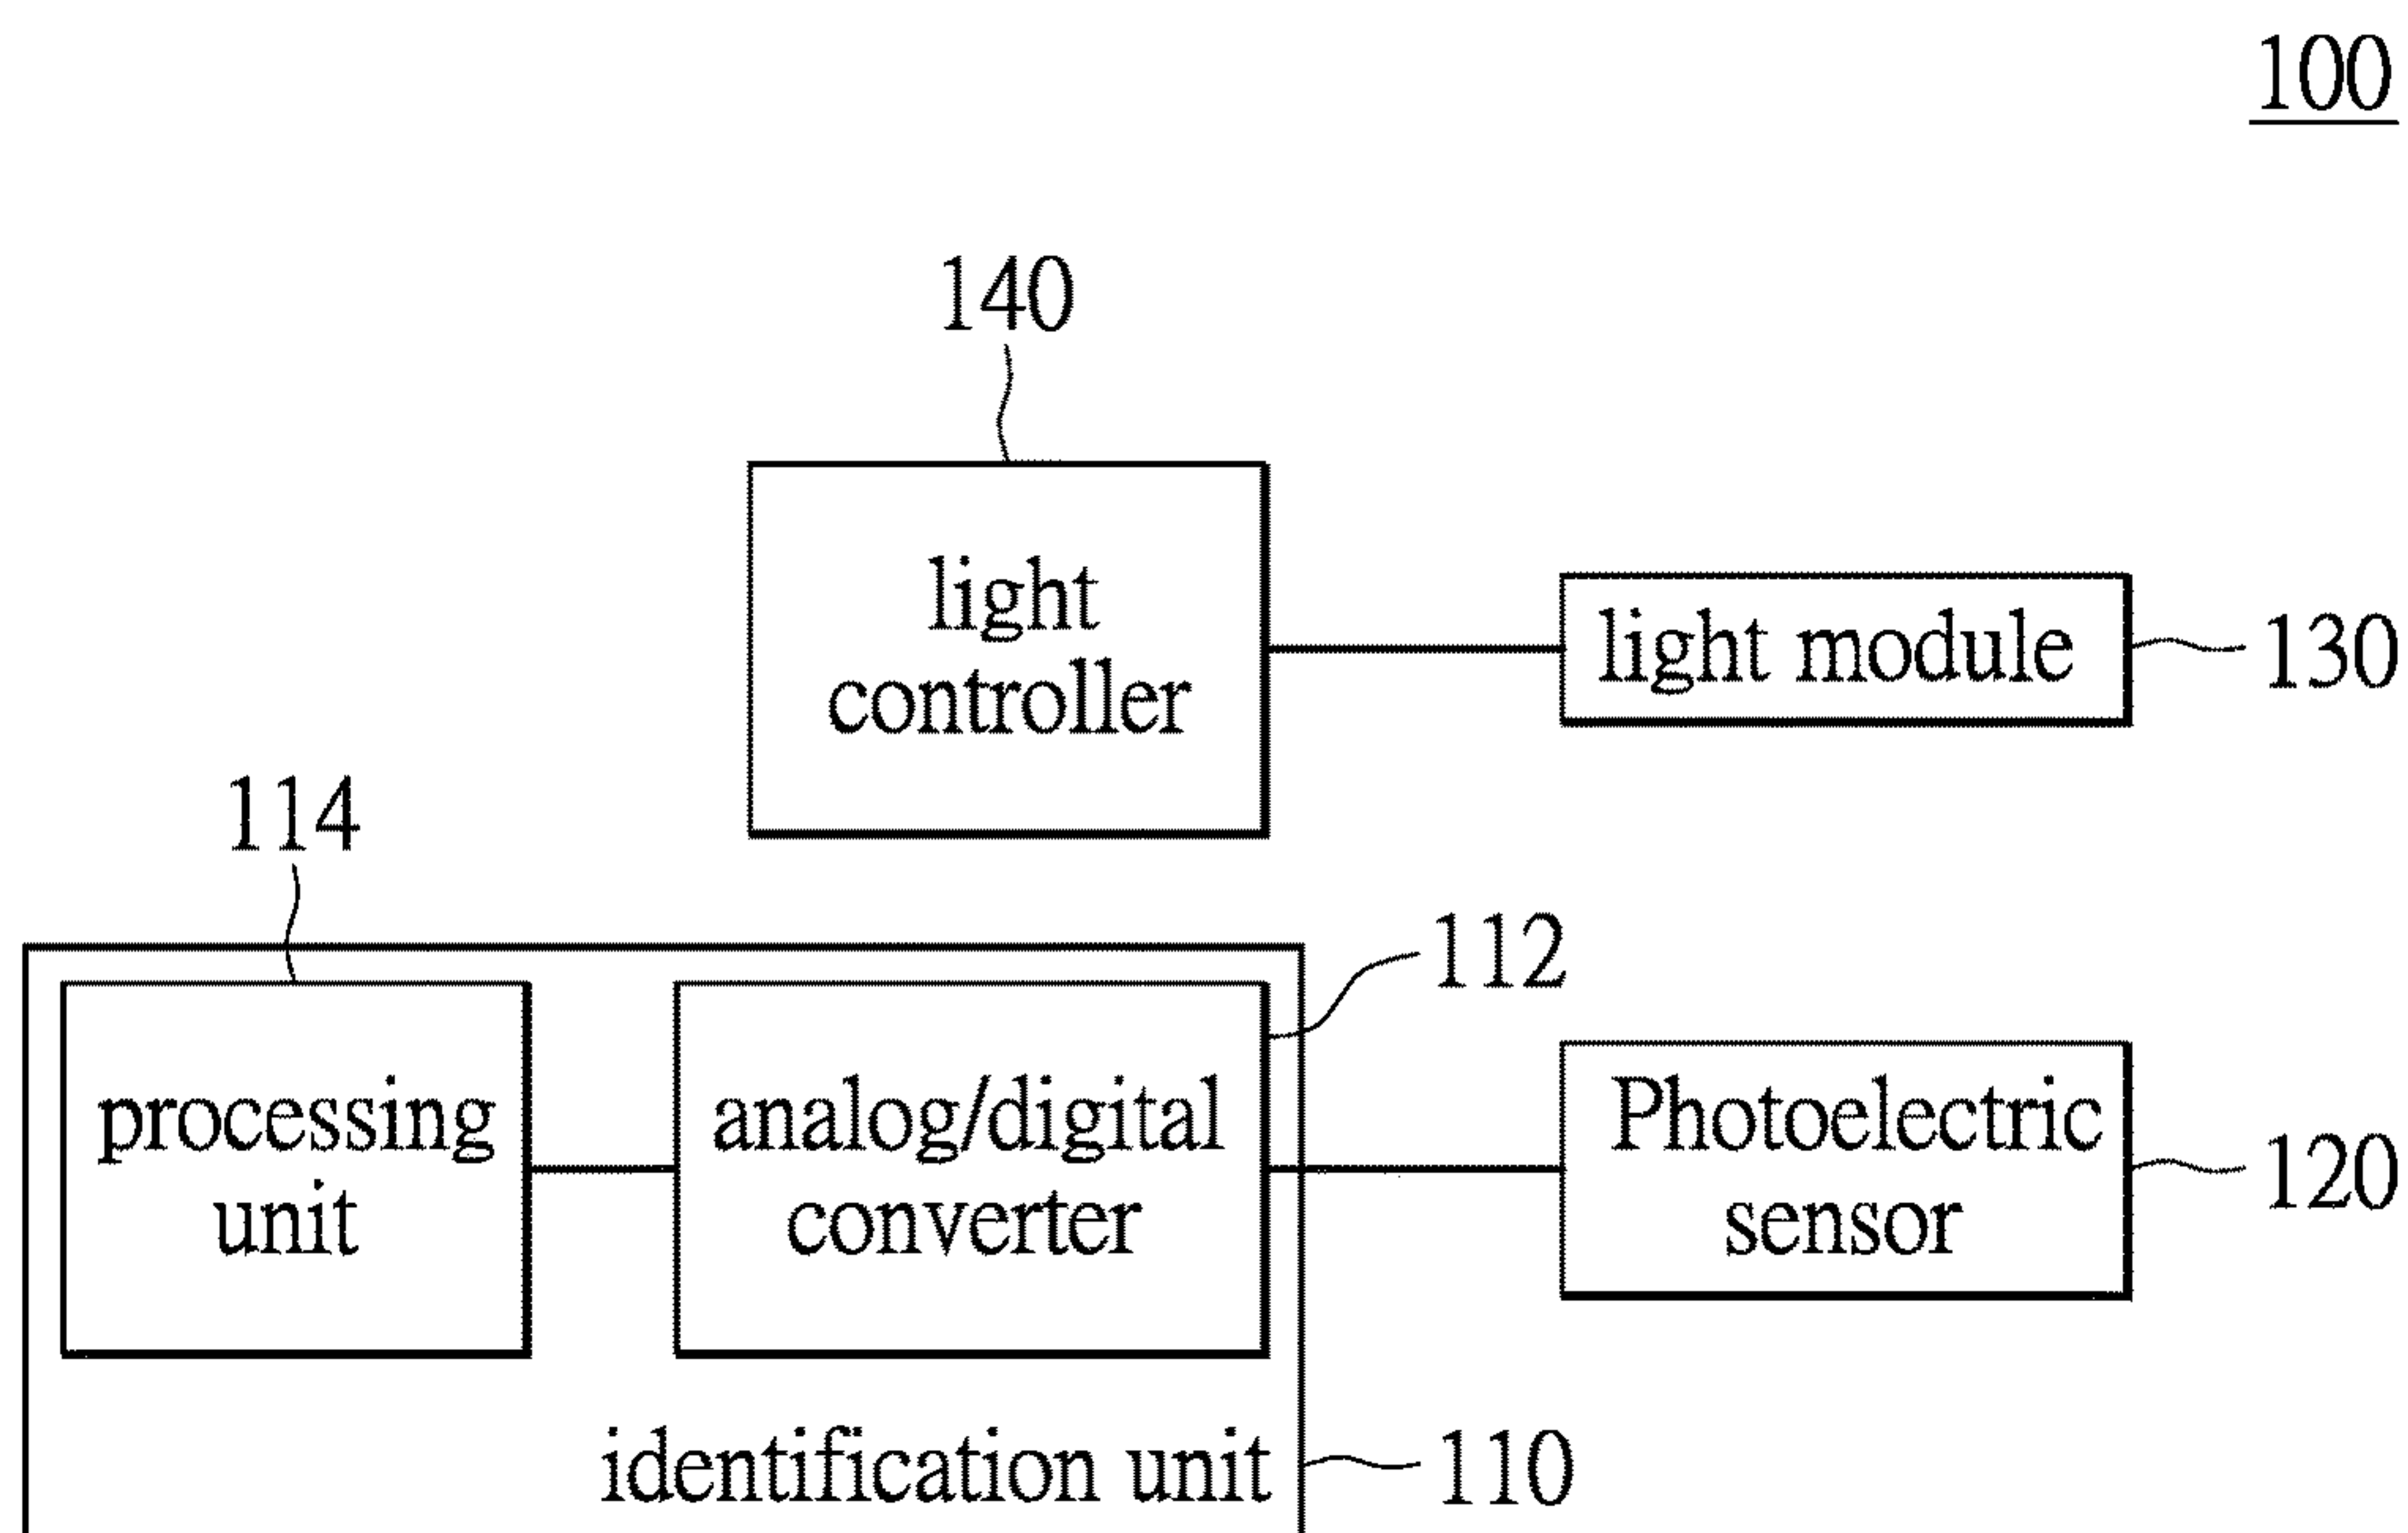 100
140
light
controller
light module
130
114
112
processing
unit
analog/digital
converter
Photoelectric
sensor
120
identification unit
110